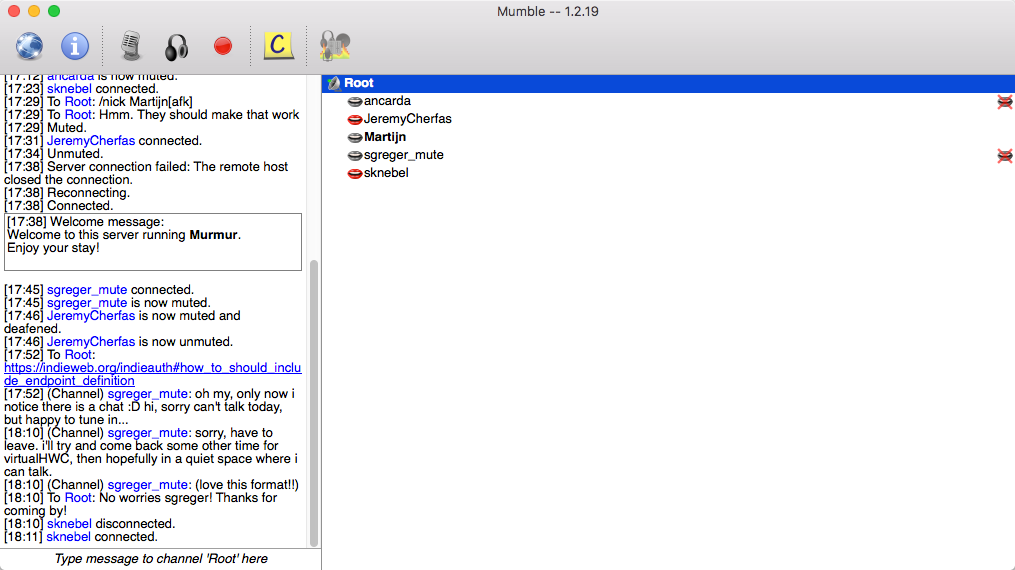 Mumble -- 1.2.19
C
[17:12] ancarda is now muted.
[17:23] sknebel connected.
[17:29] To Root: /nick Martijn[afk]
[17:29] To Root: Hmm. They should make that work
[17:29] Muted.
[17:31] JeremyCherfas connected.
[17:34] Unmuted.
[17:38] Server connection failed: The remote host
closed the connection.
[17:38] Reconnecting.
[17:38] Connected.
[17:38] Welcome message:
Welcome to this server running Murmur.
Enjoy your stay!
[17:45] sgreger_mute connected.
[17:45] sgreger_mute is now muted.
[17:46] JeremyCherfas is now muted and
deafened.
[17:46] JeremyCherfas is now unmuted.
[17:52] To Root:
https://indieweb.org/indieauth#how_to_should_inclu
de_endpoint_definition
[17:52] (Channel) sgreger_mute: oh my, only now i
notice there is a chat :D hi, sorry can't talk today,
but happy to tune in...
[18:10] (Channel) sgreger_mute: sorry, have to
leave. i'll try and come back some other time for
virtualHWC, then hopefully in a quiet space where i
can talk.
[18:10] (Channel) sgreger_mute: (love this format!!)
[18:10] To Root: No worries sgreger! Thanks for
coming by!
[18:10] sknebel disconnected.
[18:11] sknebel connected.
Type message to channel 'Root' here
Root
ancarda
JeremyCherfas
Martijn
sgreger_mute
sknebel